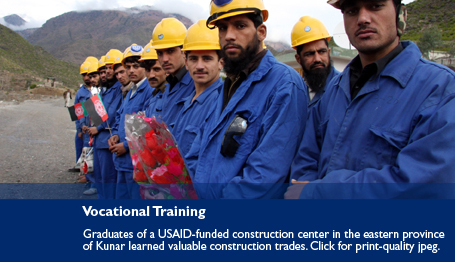 Vocational Training
Graduates of a USAID-funded construction center in the eastern province
of Kunar learned valuable construction trades. Click for print-quality jpeg.